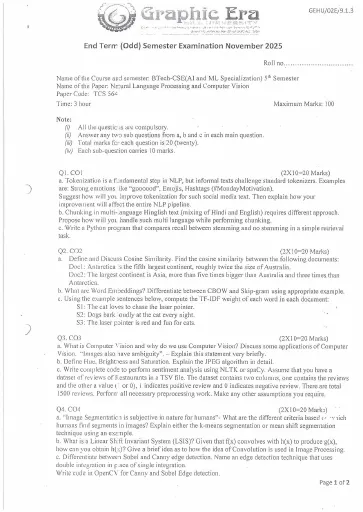 GEHU/02E/9.1.3
Graphic Era
End Term (Odd) Semester Examination November 2025
Roll no.
Name of the Course and semester: BTech-CSE(AI and ML Specialization) 5th Semester
Name of the Paper: Natural Language Processing and Computer Vision
Paper Code: TCS 564
Time: 3 hour Maximum Marks: 100
Note:
(i) All the questions are compulsory.
(ii) Answer any two sub questions from a, b and c in each main question.
(iii) Total marks for each question is 20 (twenty).
(iv) Each sub-question carries 10 marks.
Q1. CO1 (2X10=20 Marks)
a. Tokenization is a fundamental step in NLP, but informal texts challenge standard tokenizers. Examples
are: Strong emotions like "gooood", Emojis, Hashtags (#MondayMotivation).
Suggest how will you improve tokenization for such social media text. Then explain how your
improvement will affect the entire NLP pipeline.
b. Chunking in multi-language Hinglish text (mixing of Hindi and English) requires different approach.
Propose how will you handle such multi language while performing chunking.
c. Write a Python program that compares recall between stemming and no stemming in a simple retrieval
task.
Q2. CO2 (2X10=20 Marks)
a. Define and Discuss Cosine Similarity. Find the cosine similarity between the following documents:
Doc1: Antarctica is the fifth largest continent, roughly twice the size of Australia.
Doc2: The largest continent is Asia, more than five times bigger than Australia and three times than
Antarctica.
b. What are Word Embeddings? Differentiate between CBOW and Skip-gram using appropriate example.
c. Using the example sentences below, compute the TF-IDF weight of each word in each document:
S1: The cat loves to chase the laser pointer.
S2: Dogs bark loudly at the cat every night.
S3: The laser pointer is red and fun for cats.
Q3. CO3 (2X10=20 Marks)
a. What is Computer Vision and why do we use Computer Vision? Discuss some applications of Computer
Vision. "Images also have ambiguity". – Explain this statement very briefly.
b. Define Hue, Brightness and Saturation. Explain the JPEG algorithm in detail.
c. Write complete code to perform sentiment analysis using NLTK or spaCy. Assume that you have a
dataset of reviews of Restaurants in a TSV file. The dataset contains two columns, one contains the reviews
and the other a value 1 or 0, 1 indicates positive review and 0 indicates negative review. There are total
1500 reviews. Perform all necessary preprocessing work. Make any other assumptions you require.
Q4. CO4 (2X10=20 Marks)
a. "Image Segmentation is subjective in nature for humans"- What are the different criteria based on which
humans find segments in images? Explain either the k-means segmentation or mean shift segmentation
technique using an example.
b. What is a Linear Shift Invariant System (LSIS)? Given that f(x) convolves with h(x) to produce g(x),
how can you obtain h(x)? Give a brief idea as to how the idea of Convolution is used in Image Processing.
c. Differentiate between Sobel and Canny edge detection. Name an edge detection technique that uses
double integration in place of single integration.
Write code in OpenCV for Canny and Sobel Edge detection.
Page 1 of 2